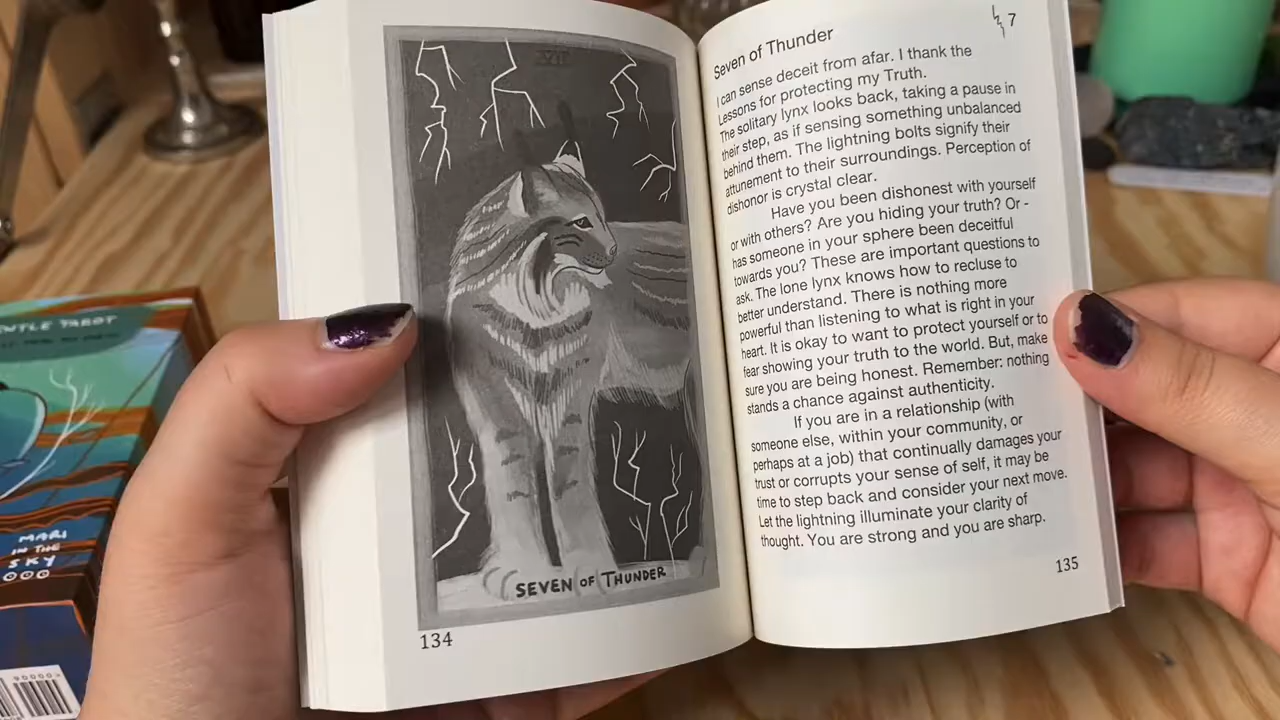 ENTLE TAROT
MARI
IN THE
SKY
VII
SEVEN OF THUNDER
134
7
Seven of Thunder
I can sense deceit from afar. I thank the
Lessons for protecting my Truth.
The solitary lynx looks back, taking a pause in
their step, as if sensing something unbalanced
behind them. The lightning bolts signify their
attunement to their surroundings. Perception of
dishonor is crystal clear.
Have you been dishonest with yourself
or with others? Are you hiding your truth? Or -
has someone in your sphere been deceitful
towards you? These are important questions to
ask. The lone lynx knows how to recluse to
better understand. There is nothing more
powerful than listening to what is right in your
heart. It is okay to want to protect yourself or to
fear showing your truth to the world. But, make
sure you are being honest. Remember: nothing
stands a chance against authenticity.
If you are in a relationship (with
someone else, within your community, or
perhaps at a job) that continually damages your
trust or corrupts your sense of self, it may be
time to step back and consider your next move.
Let the lightning illuminate your clarity of
thought. You are strong and you are sharp.
135